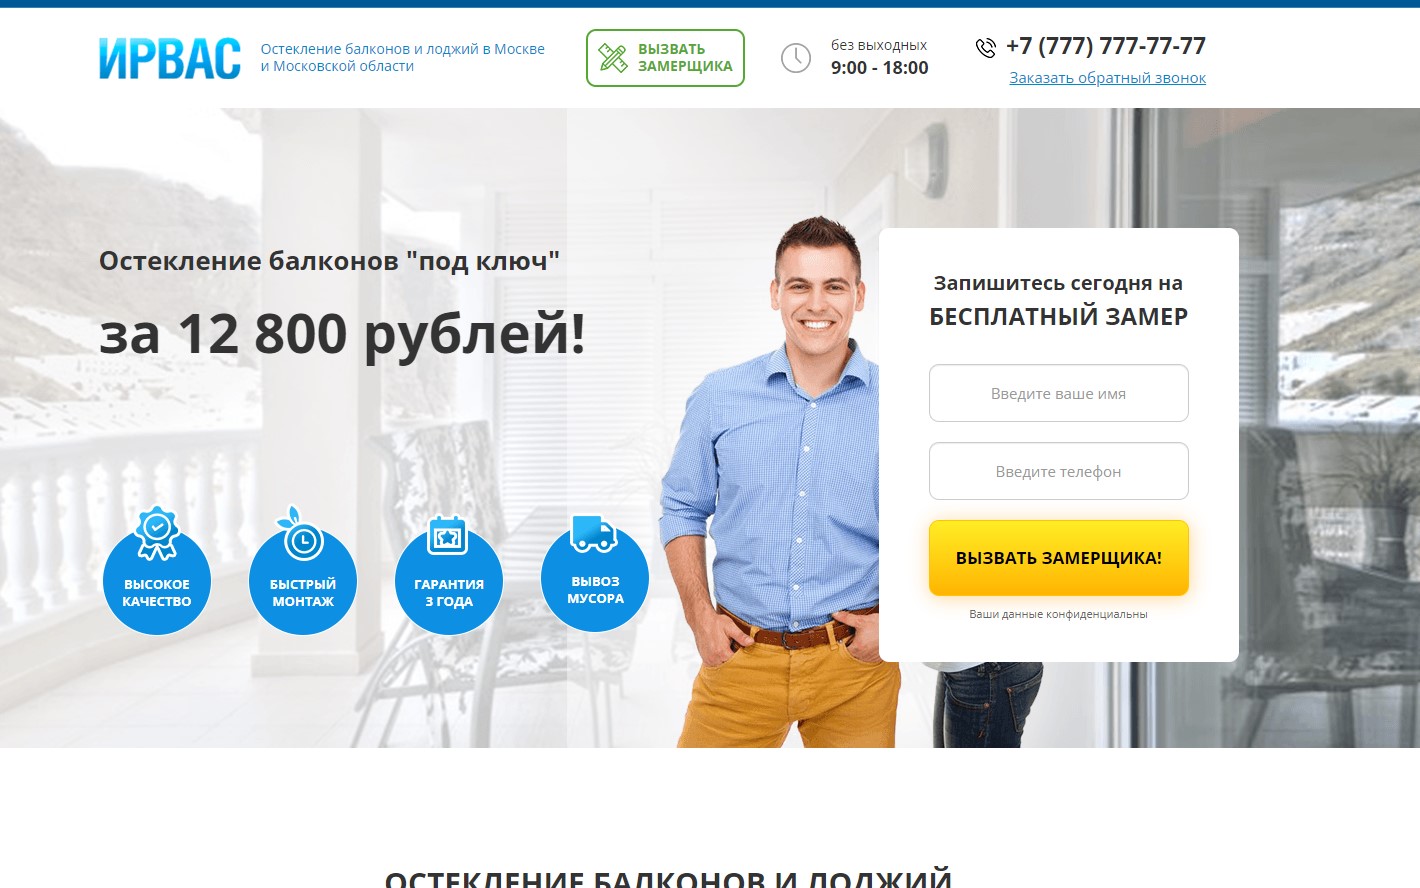 ИРВАС
Остекление балконов и лоджий в Москве
и Московской области
ВЫЗВАТЬ
ЗАМЕРЩИКА
без выходных
9:00 - 18:00
+7 (777) 777-77-77
Заказать обратный звонок
Остекление балконов "под ключ"
за 12 800 рублей!
ВЫСОКОЕ
КАЧЕСТВО
БЫСТРЫЙ
МОНТАЖ
ГАРАНТИЯ
3 ГОДА
ВЫВОЗ
МУСОРА
Запишитесь сегодня на
БЕСПЛАТНЫЙ ЗАМЕР
Введите ваше имя
Введите телефон
ВЫЗВАТЬ ЗАМЕРЩИКА!
Ваши данные конфиденциальны
ОСТЕКЛЕНИЕ БАЛКОНОВ И ЛОДЖИЙ